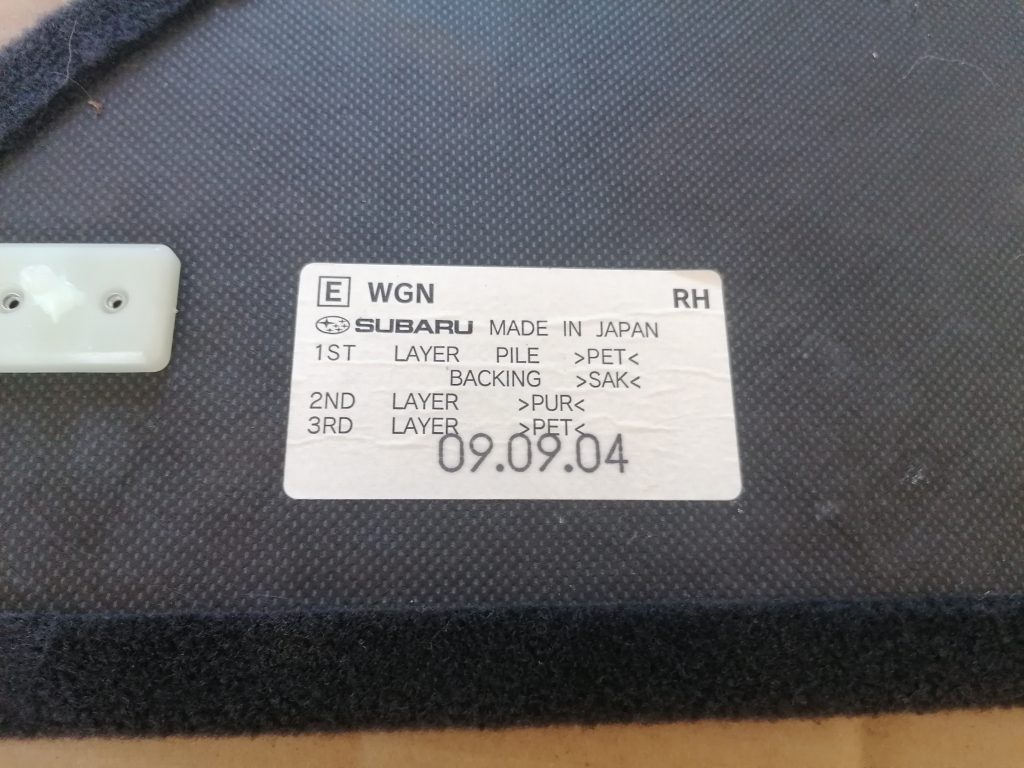 E WGN RH
SUBARU MADE IN JAPAN
1ST LAYER PILE >PET<
BACKING >SAK<
2ND LAYER >PUR<
3RD LAYER >PET<
09.09.04